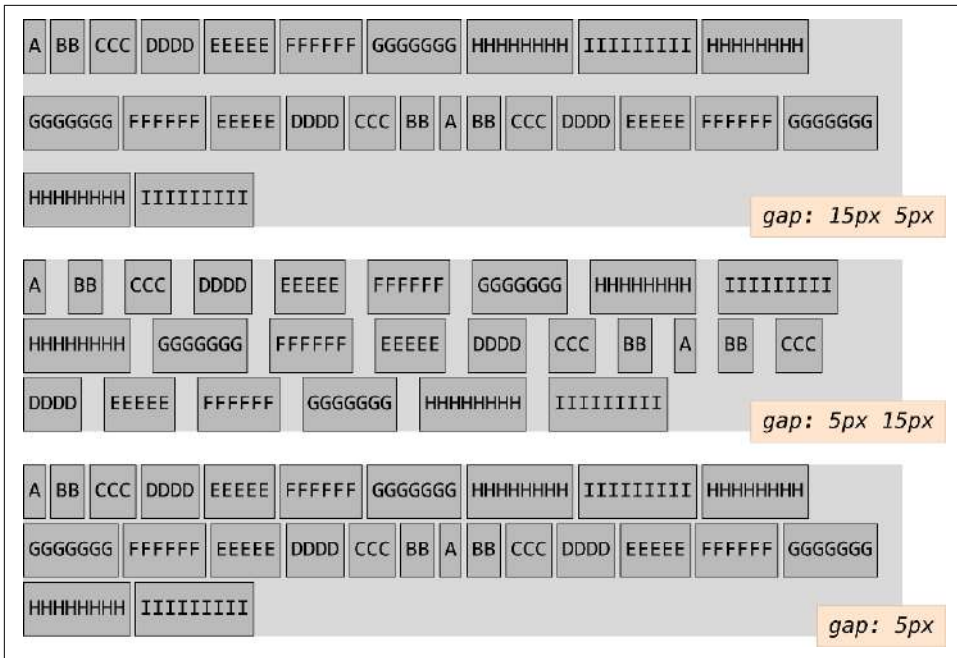 A BB CCC DDDD EEEEE FFFFFF GGGGGGG HHHHHHHH IIIIIIIII HHHHHHHH
GGGGGGG FFFFFF EEEEE DDDD CCC BB A BB CCC DDDD EEEEE FFFFFF GGGGGGG
HHHHHHHH IIIIIIIII
gap: 15px 5px
A BB CCC DDDD EEEEE FFFFFF GGGGGGG HHHHHHHH IIIIIIIII
HHHHHHHH GGGGGGG FFFFFF EEEEE DDDD CCC BB A BB CCC
DDDD EEEEE FFFFFF GGGGGGG HHHHHHHH IIIIIIIII
gap: 5px 15px
A BB CCC DDDD EEEEE FFFFFF GGGGGGG HHHHHHHH IIIIIIIII HHHHHHHH
GGGGGGG FFFFFF EEEEE DDDD CCC BB A BB CCC DDDD EEEEE FFFFFF GGGGGGG
HHHHHHHH IIIIIIIII
gap: 5px